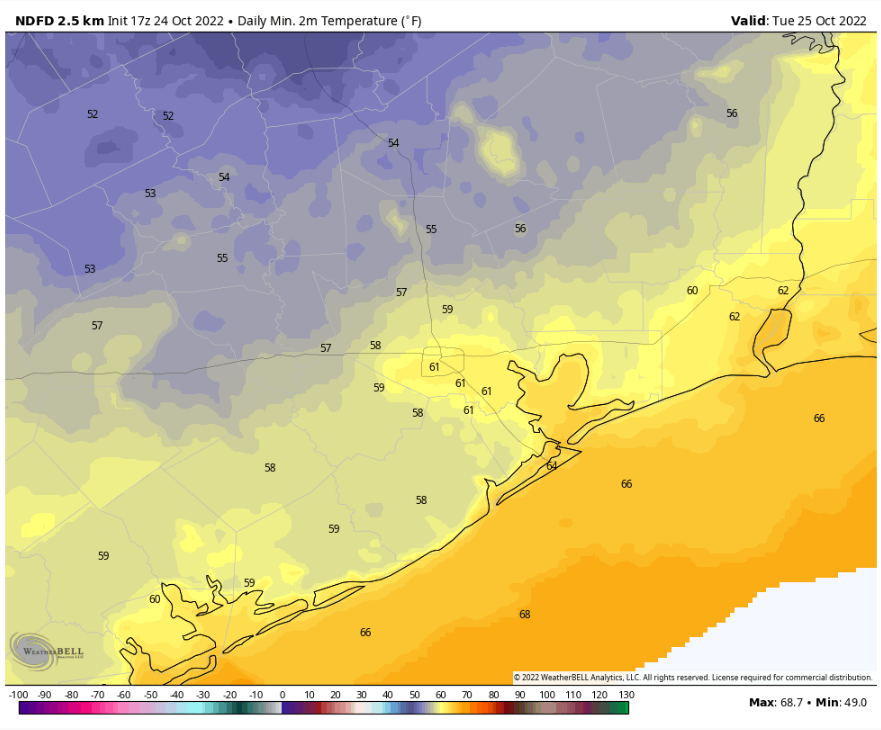 NDFD 2.5 km Init 17z 24 Oct 2022 • Daily Min. 2m Temperature (°F) Valid: Tue 25 Oct 2022
52 52 56
54
54
53
55 56
55
53
57 60 62
59 62
57
57 58
61
59 61 61
58 61
66
58 64
66
58
59
59
59
60
68
66
WEATHERBELL
ANALYTICS LLC
© 2022 WeatherBELL Analytics, LLC. All rights reserved. License required for commercial distribution.
-100 -90 -80 -70 -60 -50 -40 -30 -20 -10 0 10 20 30 40 50 60 70 80 90 100 110 120 130
Max: 68.7 • Min: 49.0